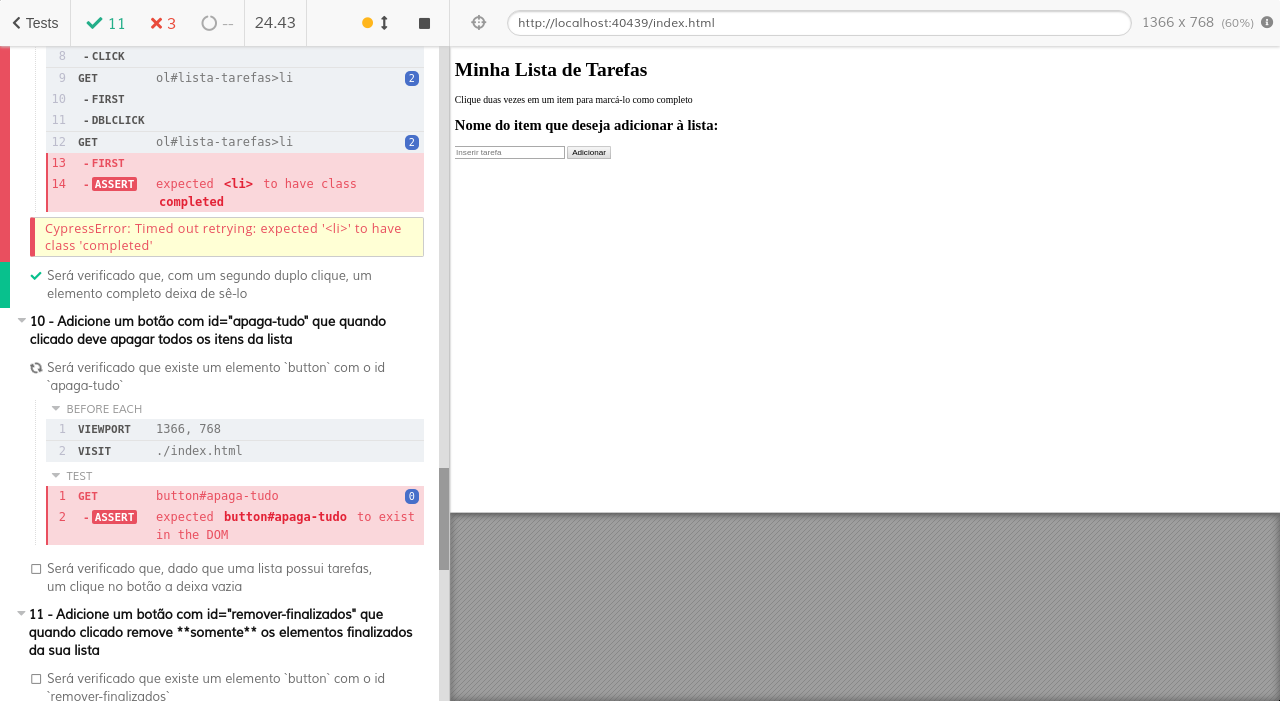 Tests 11 3 -- 24.43
http://localhost:40439/index.html 1366 x 768 (60%)
8 - CLICK
9 GET ol#lista-tarefas>li 2
10 - FIRST
11 - DBLCLICK
12 GET ol#lista-tarefas>li 2
13 - FIRST
14 - ASSERT expected <li> to have class
completed
CypressError: Timed out retrying: expected '<li>' to have
class 'completed'
Será verificado que, com um segundo duplo clique, um
elemento completo deixa de sê-lo
10 - Adicione um botão com id="apaga-tudo" que quando
clicado deve apagar todos os itens da lista
Será verificado que existe um elemento `button` com o id
`apaga-tudo`
BEFORE EACH
1 VIEWPORT 1366, 768
2 VISIT ./index.html
TEST
1 GET button#apaga-tudo 0
2 - ASSERT expected button#apaga-tudo to exist
in the DOM
Será verificado que, dado que uma lista possui tarefas,
um clique no botão a deixa vazia
11 - Adicione um botão com id="remover-finalizados" que
quando clicado remove **somente** os elementos finalizados
da sua lista
Será verificado que existe um elemento `button` com o id
`remover-finalizados`
Minha Lista de Tarefas
Clique duas vezes em um item para marcá-lo como completo
Nome do item que deseja adicionar à lista:
Inserir tarefa Adicionar